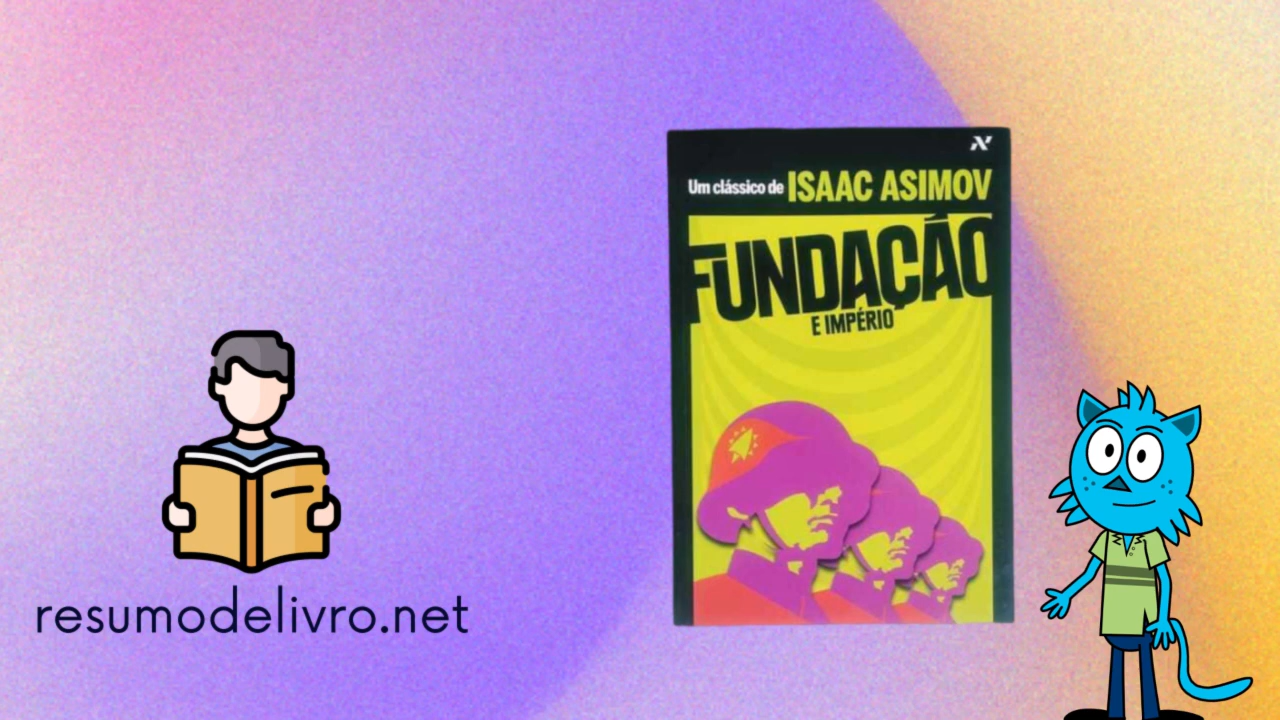 Um clássico de ISAAC ASIMOV
FUNDAÇÃO
E IMPÉRIO
resumodelivro.net